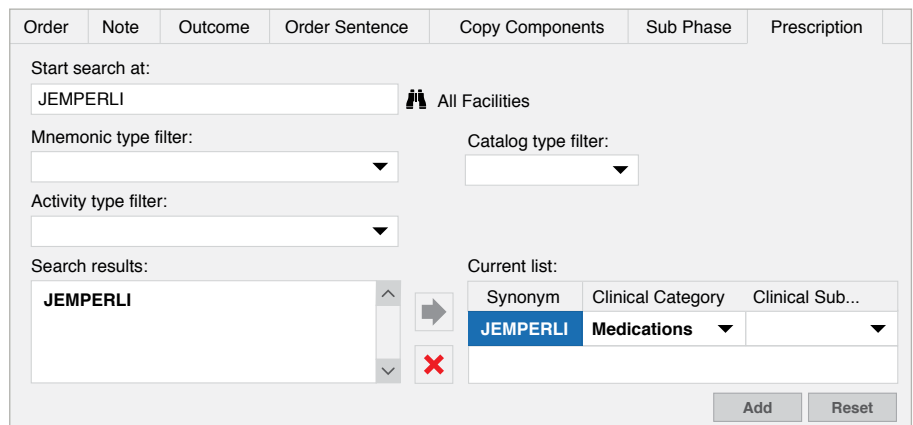 Order Note Outcome Order Sentence Copy Components Sub Phase Prescription
Start search at:
JEMPERLI All Facilities
Mnemonic type filter: Catalog type filter:
Activity type filter:
Search results: Current list:
JEMPERLI
Synonym Clinical Category Clinical Sub...
JEMPERLI Medications
Add Reset